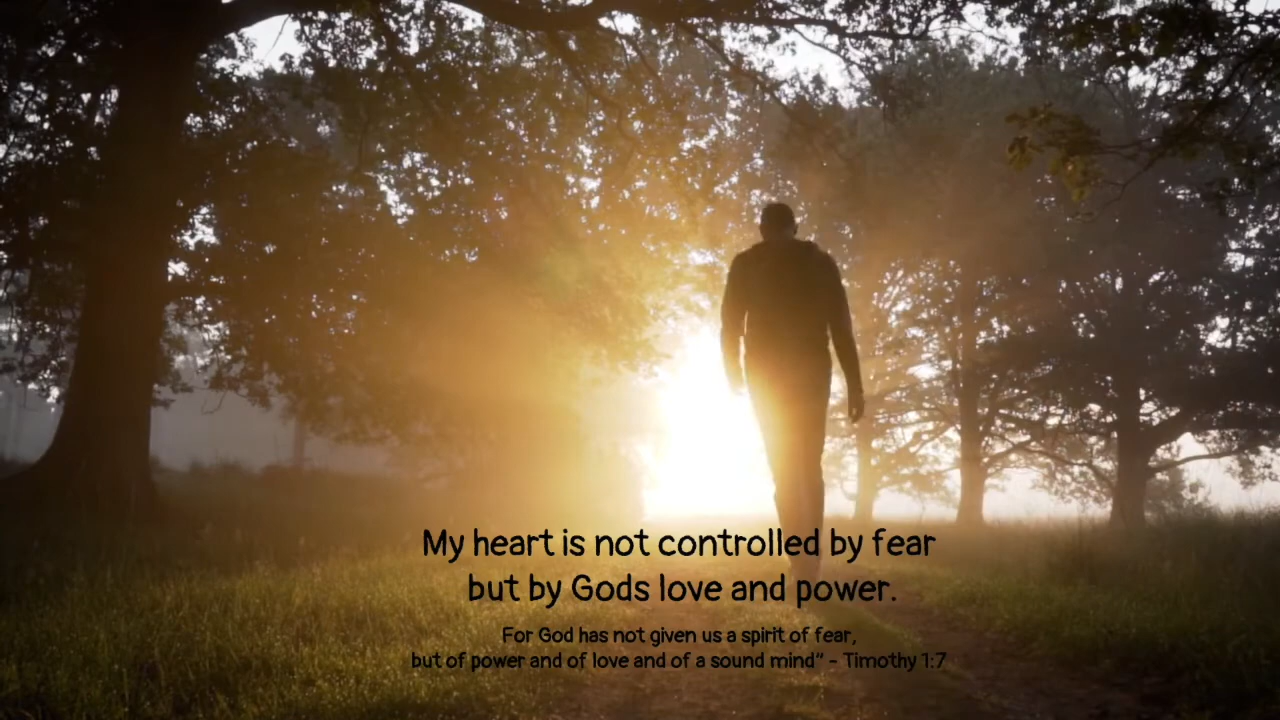 My heart is not controlled by fear
but by Gods love and power.
For God has not given us a spirit of fear,
but of power and of love and of a sound mind” - Timothy 1:7